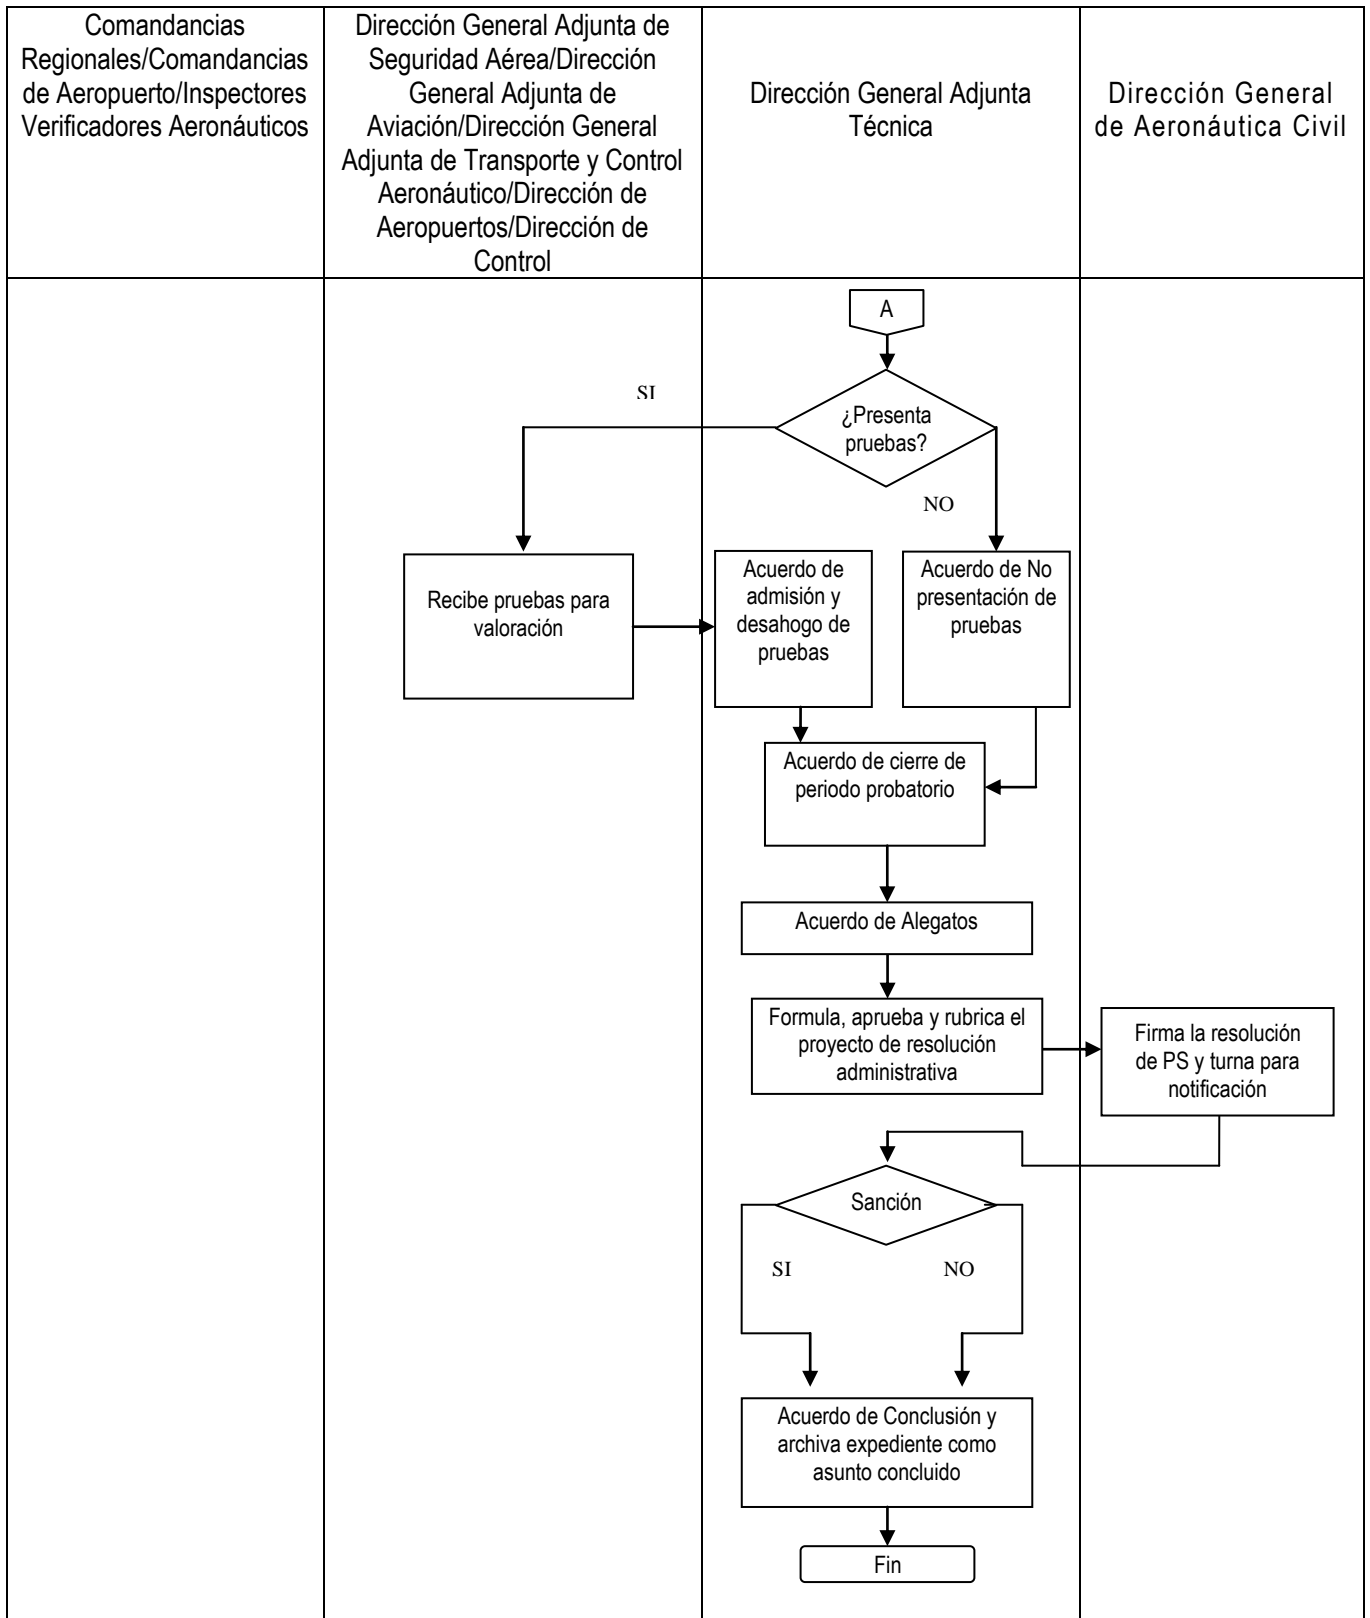 Comandancias
Regionales/Comandancias
de Aeropuerto/Inspectores
Verificadores Aeronáuticos
Dirección General Adjunta de
Seguridad Aérea/Dirección
General Adjunta de
Aviación/Dirección General
Adjunta de Transporte y Control
Aeronáutico/Dirección de
Aeropuertos/Dirección de
Control
Dirección General Adjunta
Técnica
Dirección General
de Aeronáutica Civil
A
SI
¿Presenta
pruebas?
NO
Recibe pruebas para
valoración
Acuerdo de
admisión y
desahogo de
pruebas
Acuerdo de No
presentación de
pruebas
Acuerdo de cierre de
periodo probatorio
Acuerdo de Alegatos
Formula, aprueba y rubrica el
proyecto de resolución
administrativa
Firma la resolución
de PS y turna para
notificación
Sanción
SI
NO
Acuerdo de Conclusión y
archiva expediente como
asunto concluido
Fin